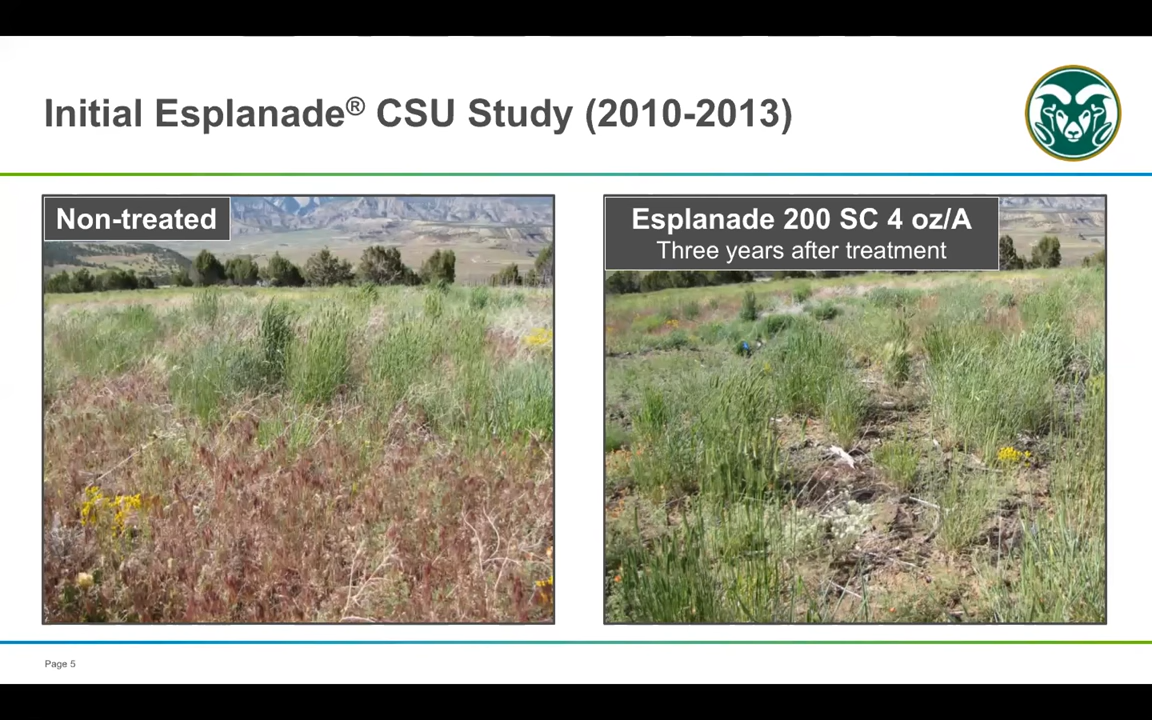 Initial Esplanade® CSU Study (2010-2013)
Non-treated
Esplanade 200 SC 4 oz/A
Three years after treatment
Page 5